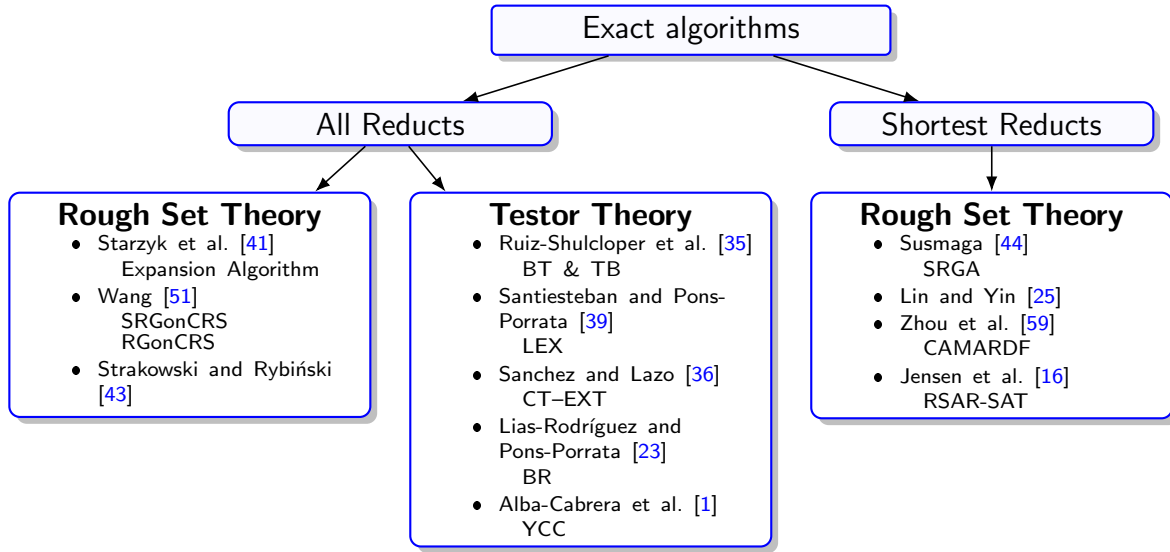 Exact algorithms
All Reducts
Shortest Reducts
Rough Set Theory
• Starzyk et al. [41]
Expansion Algorithm
• Wang [51]
SRGonCRS
RGonCRS
• Strakowski and Rybiński
[43]
Testor Theory
• Ruiz-Shulcloper et al. [35]
BT & TB
• Santiesteban and Pons-
Porrata [39]
LEX
• Sanchez and Lazo [36]
CT–EXT
• Lias-Rodríguez and
Pons-Porrata [23]
BR
• Alba-Cabrera et al. [1]
YCC
Rough Set Theory
• Susmaga [44]
SRGA
• Lin and Yin [25]
• Zhou et al. [59]
CAMARDF
• Jensen et al. [16]
RSAR-SAT